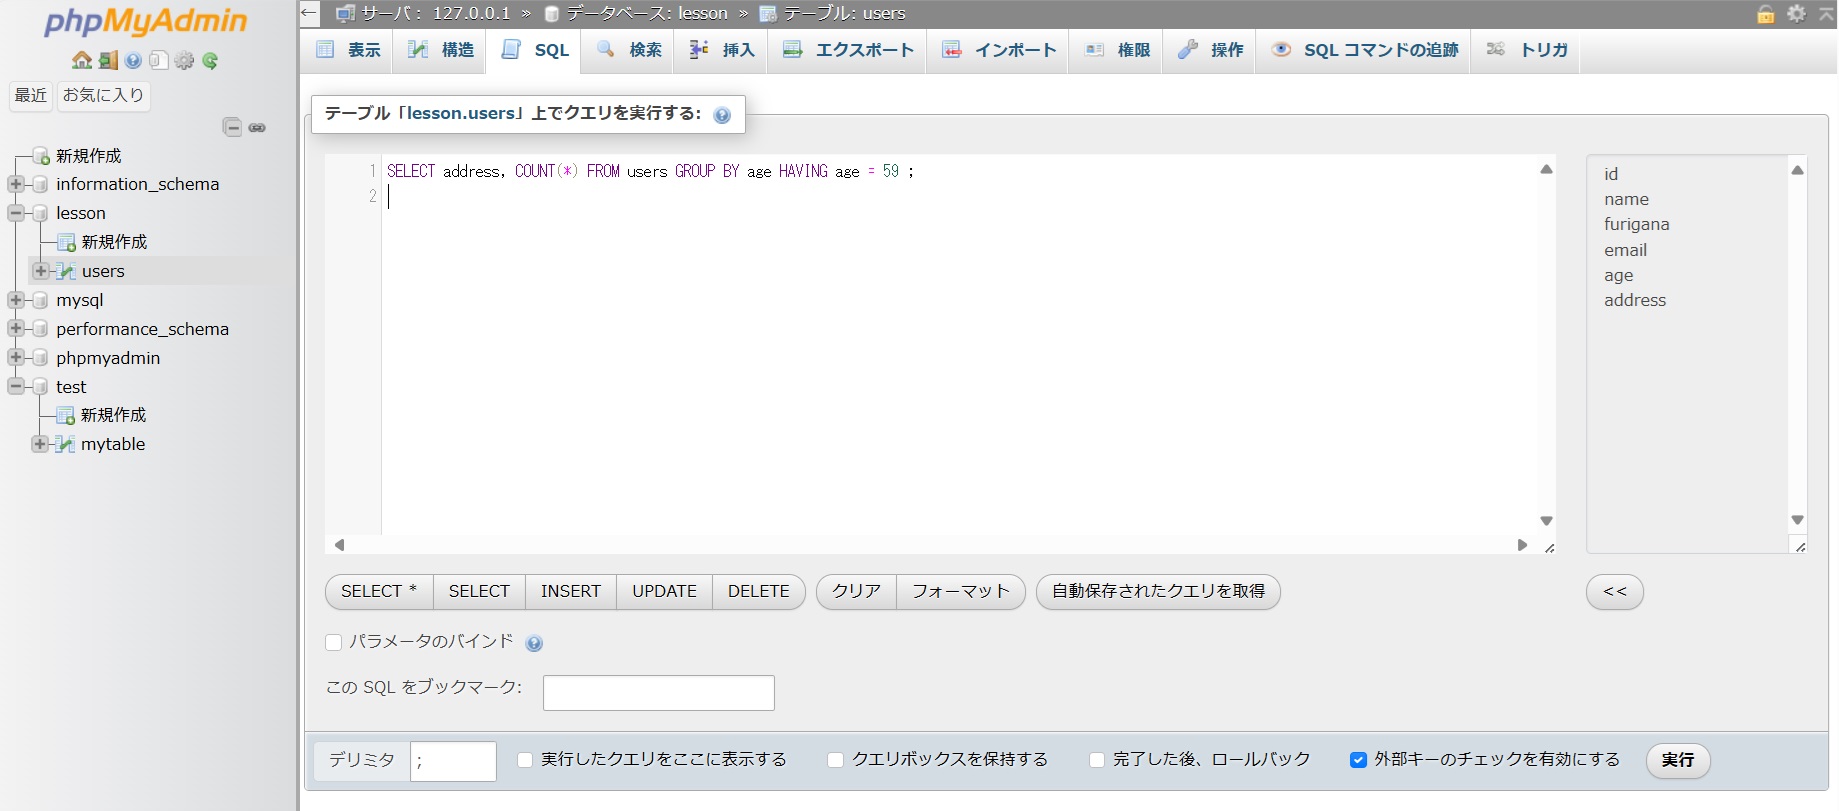 phpMyAdmin
最近 お気に入り
新規作成
information_schema
lesson
新規作成
users
mysql
performance_schema
phpmyadmin
test
新規作成
mytable
サーバ: 127.0.0.1 » データベース: lesson » テーブル: users
表示 構造 SQL 検索 挿入 エクスポート インポート 権限 操作 SQL コマンドの追跡 トリガ
テーブル「lesson.users」上でクエリを実行する:
1 SELECT address, COUNT(*) FROM users GROUP BY age HAVING age = 59 ;
2
id
name
furigana
email
age
address
SELECT * SELECT INSERT UPDATE DELETE クリア フォーマット 自動保存されたクエリを取得 <<
パラメータのバインド
この SQL をブックマーク:
デリミタ ; 実行したクエリをここに表示する クエリボックスを保持する 完了した後、ロールバック 外部キーのチェックを有効にする 実行